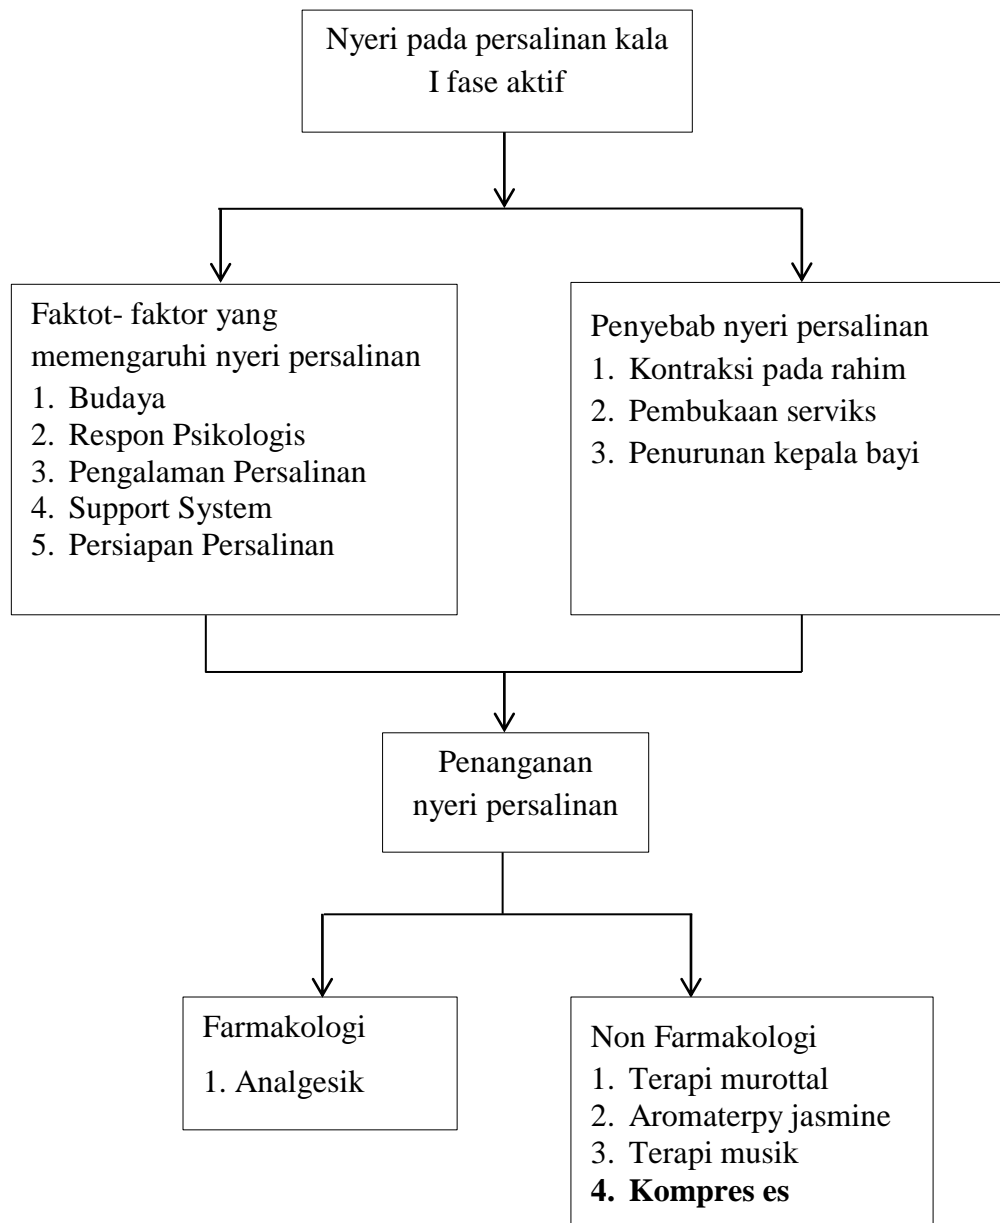 Nyeri pada persalinan kala
I fase aktif
Faktot- faktor yang
memengaruhi nyeri persalinan
1. Budaya
2. Respon Psikologis
3. Pengalaman Persalinan
4. Support System
5. Persiapan Persalinan
Penyebab nyeri persalinan
1. Kontraksi pada rahim
2. Pembukaan serviks
3. Penurunan kepala bayi
Penanganan
nyeri persalinan
Farmakologi
1. Analgesik
Non Farmakologi
1. Terapi murottal
2. Aromaterpy jasmine
3. Terapi musik
4. Kompres es